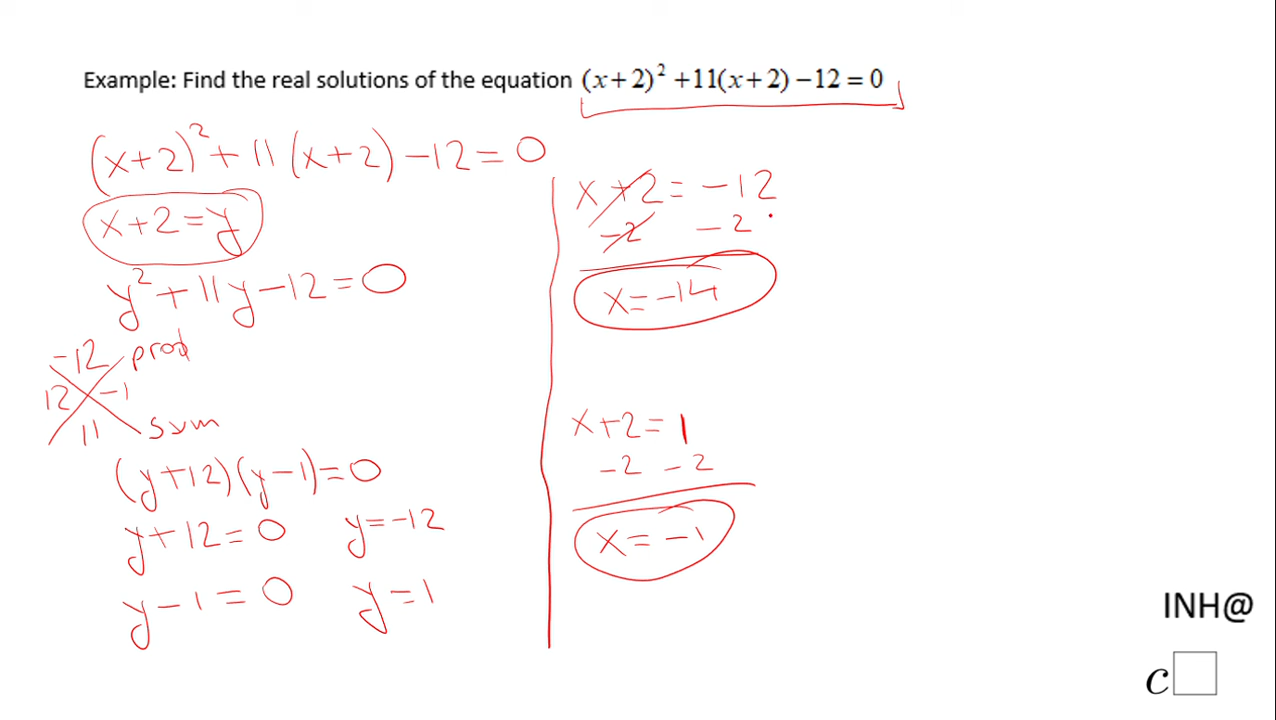 Example: Find the real solutions of the equation (x+2)² +11(x+2) −12 = 0
(x+2)² + 11 (x+2) −12 = 0
x+2 = y
y² + 11y −12 = 0
−12 prod
12 −1
11 sum
(y+12)(y−1) = 0
y+12 = 0 y = −12
y−1 = 0 y = 1
x+2 = −12
−2 −2
x = −14
x+2 = 1
−2 −2
x = −1
INH@
c